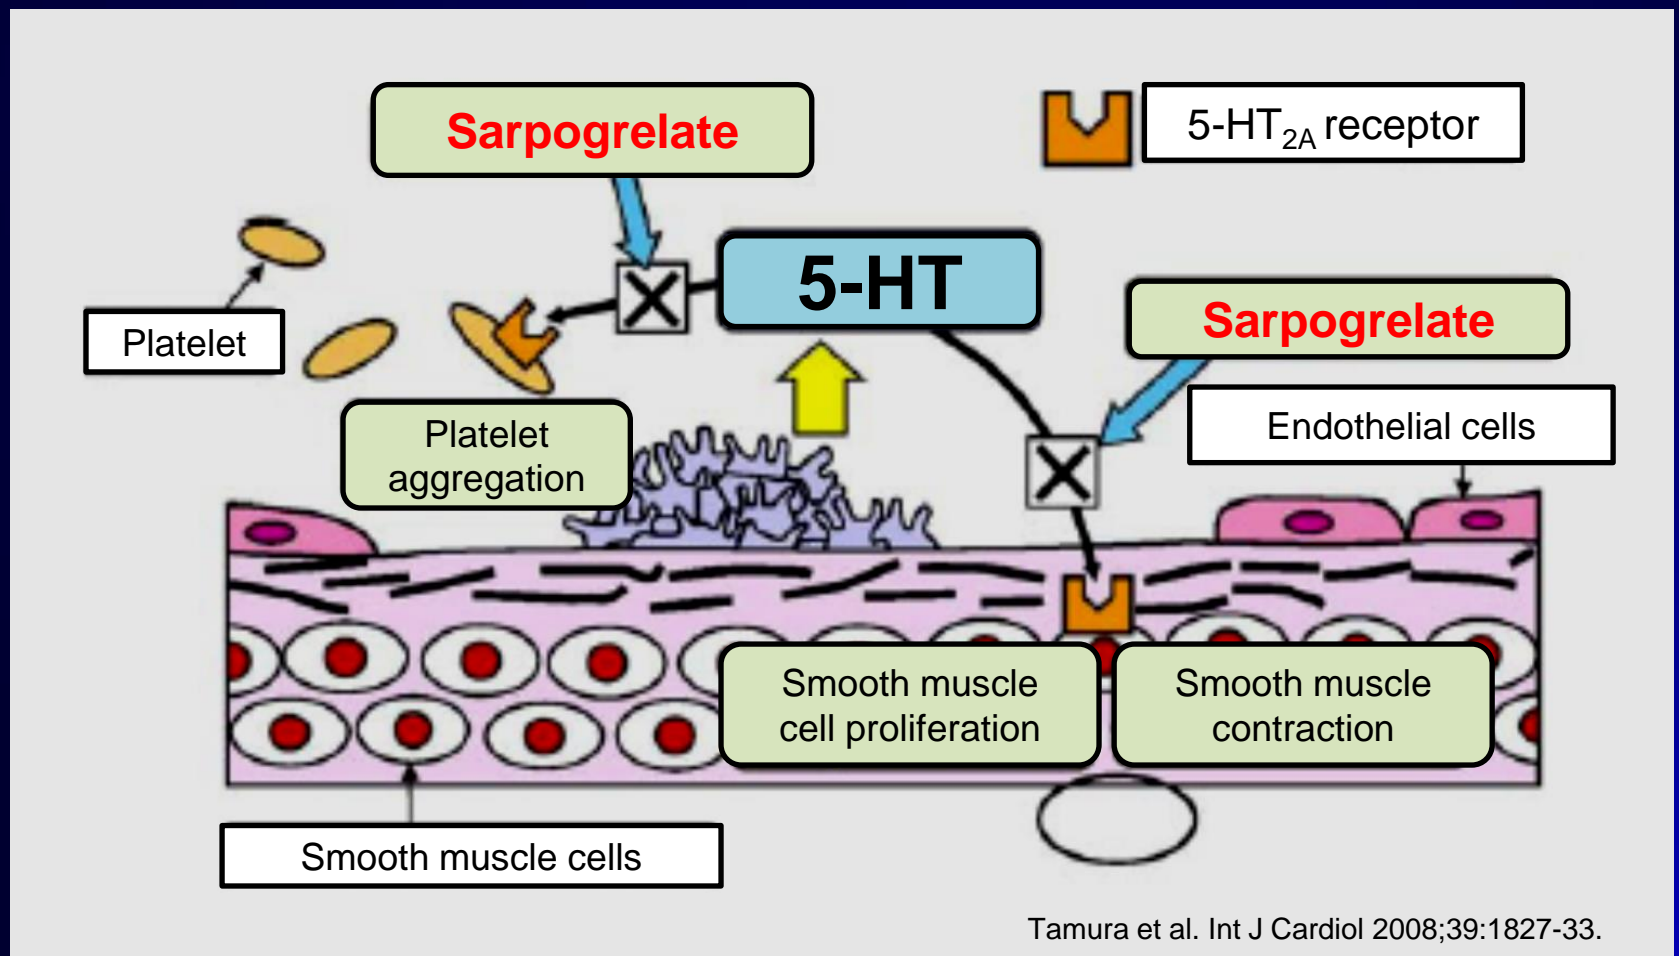 Sarpogrelate
5-HT2A receptor
5-HT
Sarpogrelate
Platelet
Endothelial cells
Platelet
aggregation
Smooth muscle
cell proliferation
Smooth muscle
contraction
Smooth muscle cells
Tamura et al. Int J Cardiol 2008;39:1827-33.